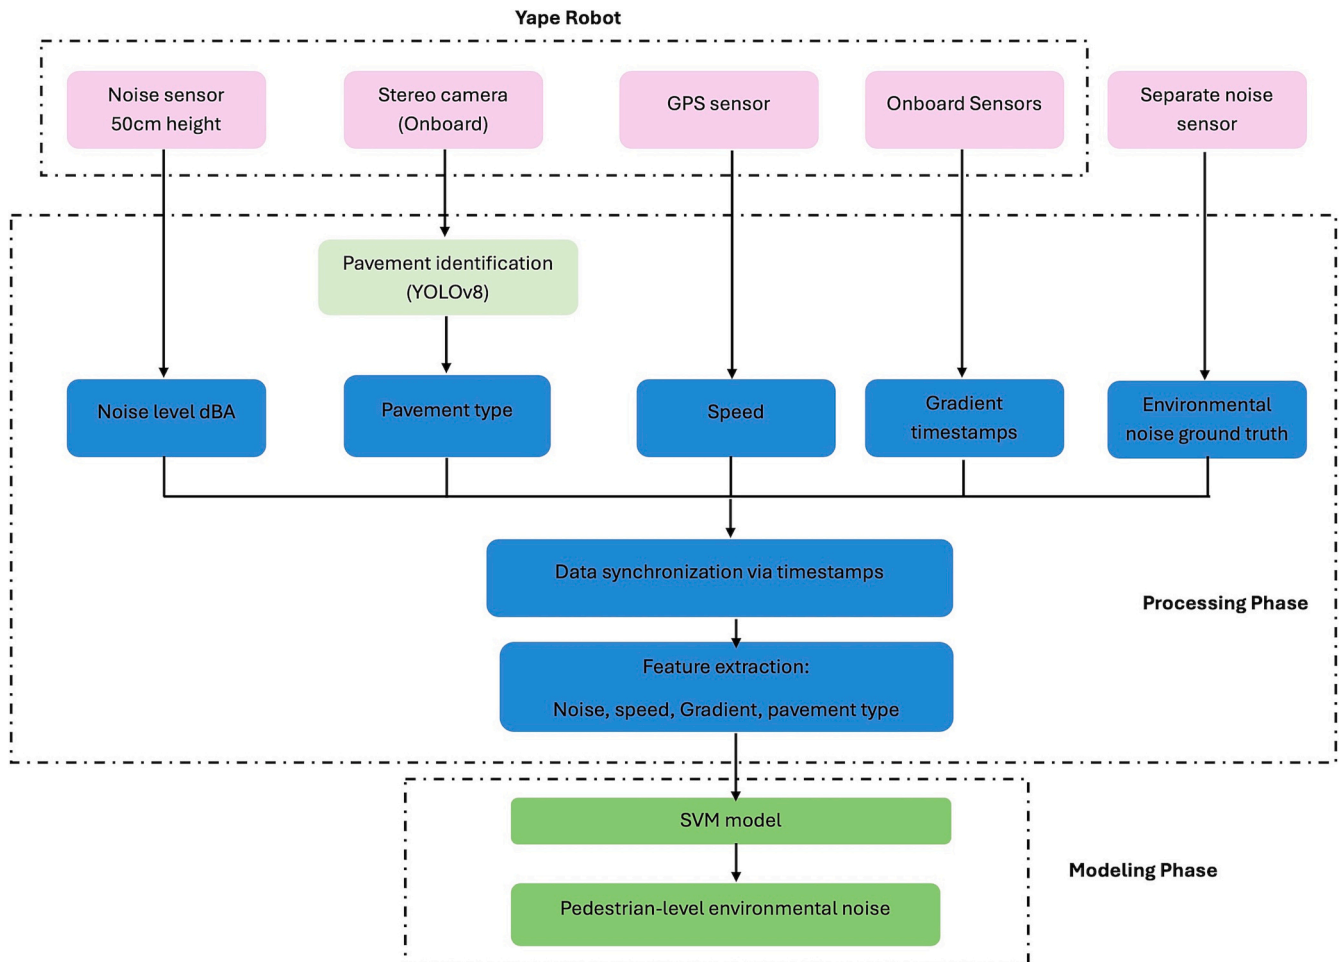 Yape Robot
Noise sensor
50cm height
Stereo camera
(Onboard)
GPS sensor
Onboard Sensors
Separate noise
sensor
Pavement identification
(YOLOv8)
Noise level dBA
Pavement type
Speed
Gradient
timestamps
Environmental
noise ground truth
Data synchronization via timestamps
Processing Phase
Feature extraction:
Noise, speed, Gradient, pavement type
SVM model
Modeling Phase
Pedestrian-level environmental noise